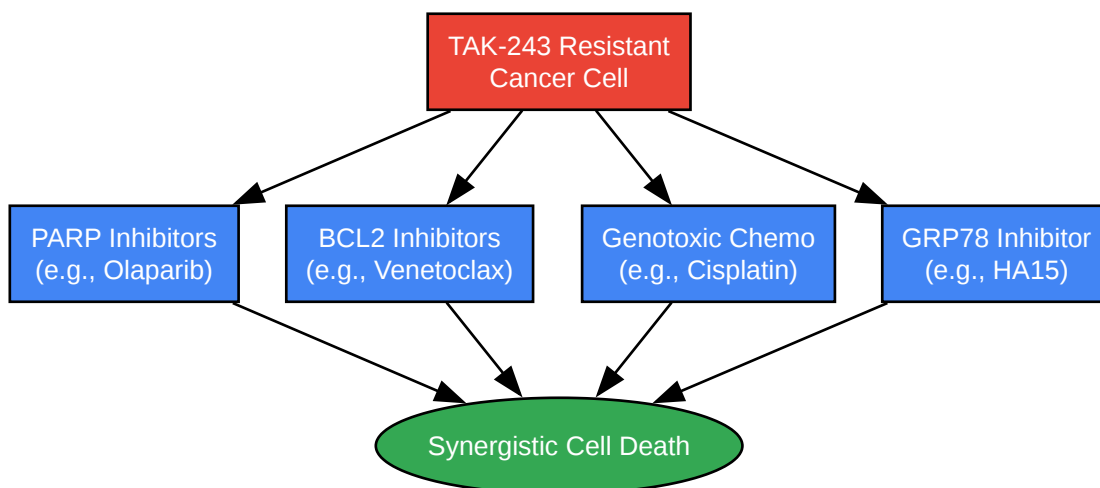 TAK-243 Resistant
Cancer Cell
PARP Inhibitors
(e.g., Olaparib)
BCL2 Inhibitors
(e.g., Venetoclax)
Genotoxic Chemo
(e.g., Cisplatin)
GRP78 Inhibitor
(e.g., HA15)
Synergistic Cell Death